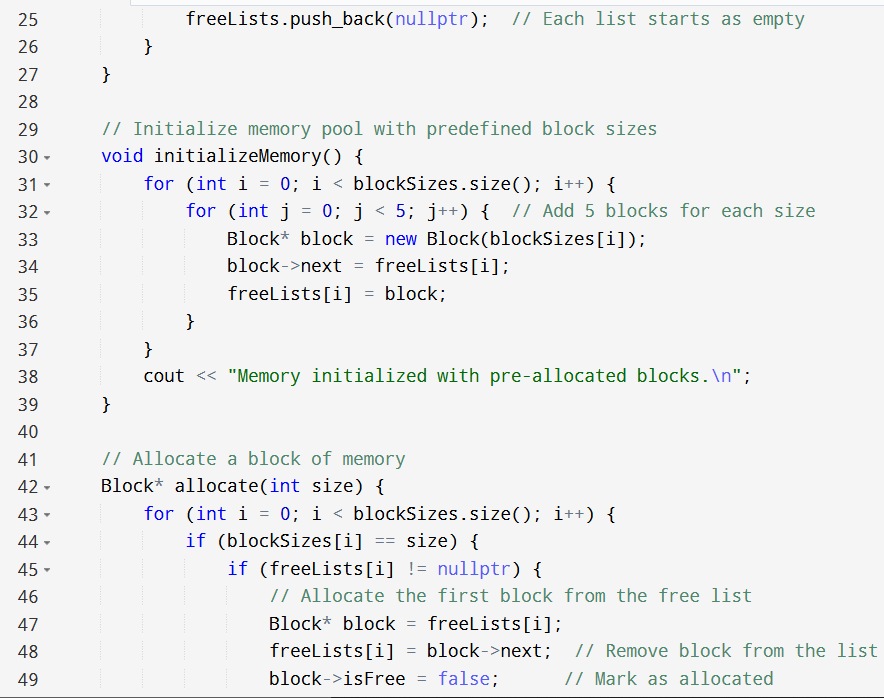 25 freeLists.push_back(nullptr);  // Each list starts as empty
26 }
27 }
28
29 // Initialize memory pool with predefined block sizes
30 void initializeMemory() {
31 for (int i = 0; i < blockSizes.size(); i++) {
32 for (int j = 0; j < 5; j++) {  // Add 5 blocks for each size
33 Block* block = new Block(blockSizes[i]);
34 block->next = freeLists[i];
35 freeLists[i] = block;
36 }
37 }
38 cout << "Memory initialized with pre-allocated blocks.\n";
39 }
40
41 // Allocate a block of memory
42 Block* allocate(int size) {
43 for (int i = 0; i < blockSizes.size(); i++) {
44 if (blockSizes[i] == size) {
45 if (freeLists[i] != nullptr) {
46 // Allocate the first block from the free list
47 Block* block = freeLists[i];
48 freeLists[i] = block->next;  // Remove block from the list
49 block->isFree = false;      // Mark as allocated